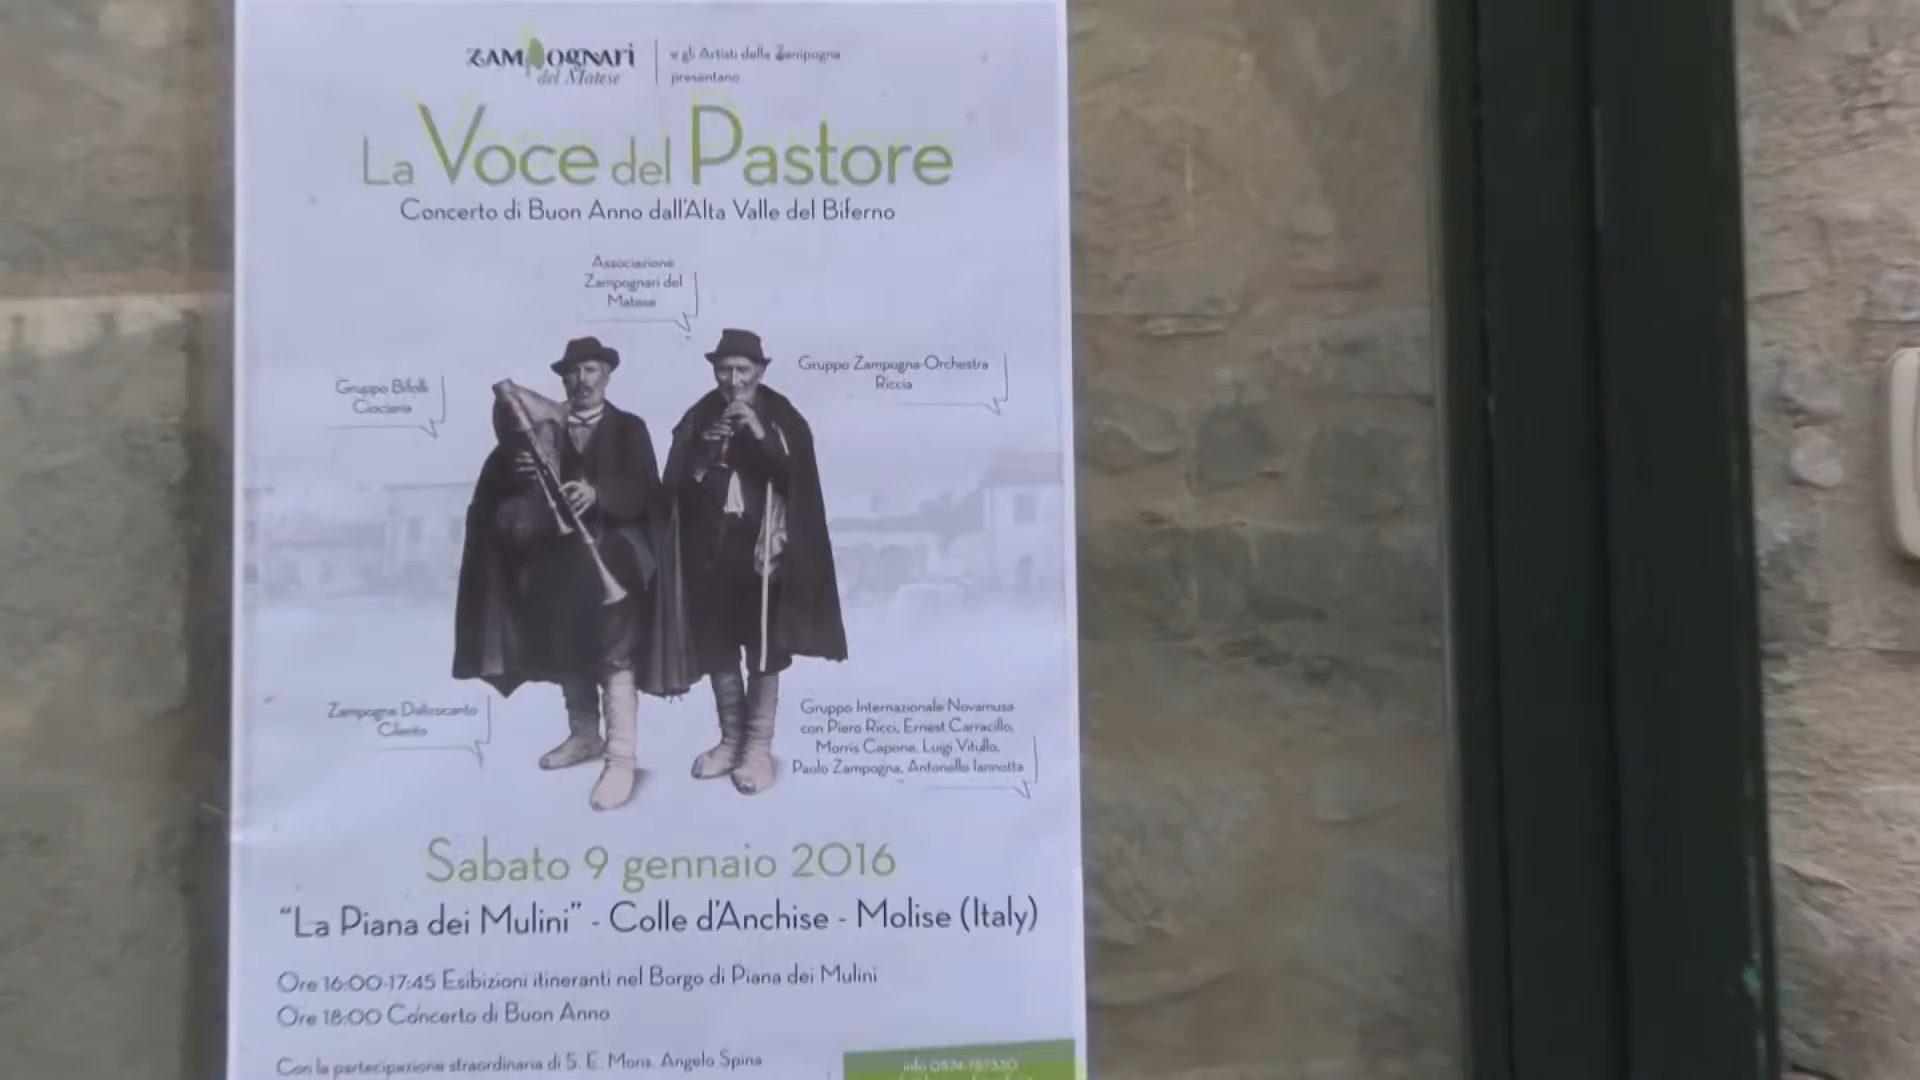 ZAMPOGNARI
del Matese
e gli Artisti della Zampogna
presentano
La Voce del Pastore
Concerto di Buon Anno dall'Alta Valle del Biferno
Associazione
Zampognari del
Matese
Gruppo Zampogna-Orchestra
Riccia
Gruppo Bifolk
Ciociaria
Zampogne Dalirocanto
Cilento
Gruppo Internazionale Novamusa
con Piero Ricci, Ernest Carracillo,
Morris Capone, Luigi Vitullo,
Paolo Zampogna, Antonello Iannotta
Sabato 9 gennaio 2016
"La Piana dei Mulini" - Colle d'Anchise - Molise (Italy)
Ore 16:00-17:45 Esibizioni itineranti nel Borgo di Piana dei Mulini
Ore 18:00 Concerto di Buon Anno
Con la partecipazione straordinaria di S. E. Mons. Angelo Spina
info 0874-787330